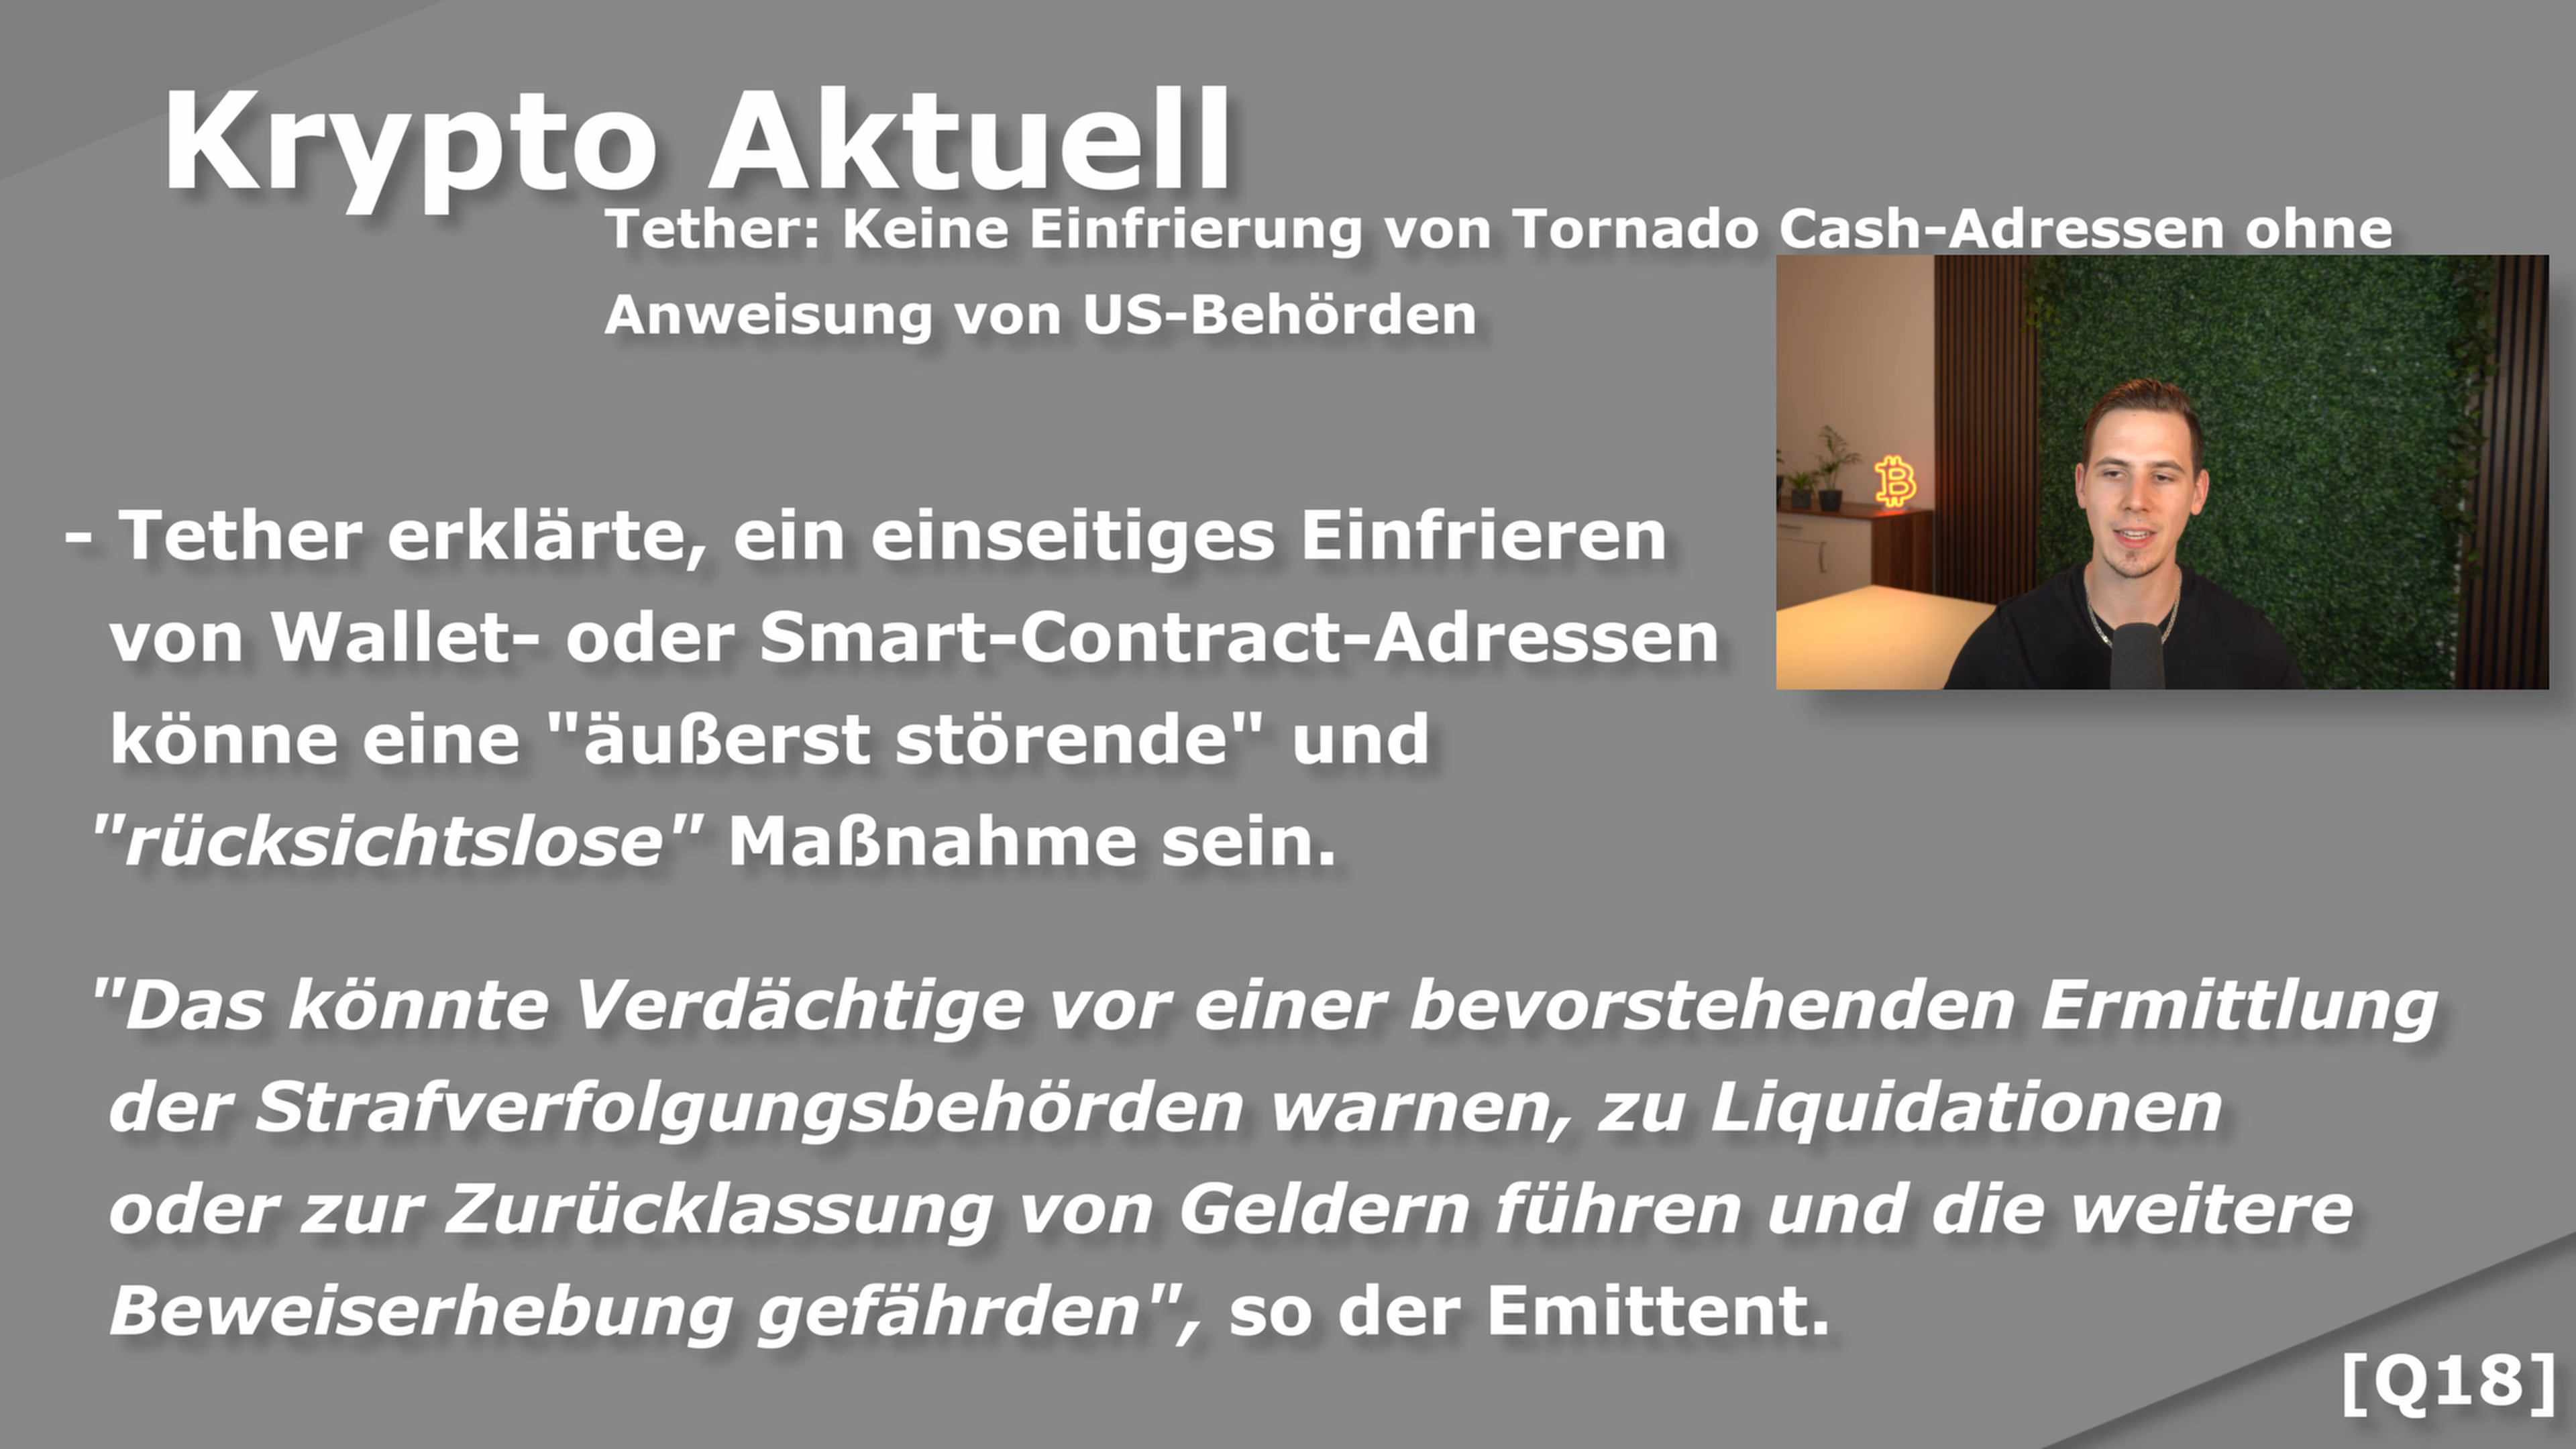 Krypto Aktuell
Tether: Keine Einfrierung von Tornado Cash-Adressen ohne
Anweisung von US-Behörden
- Tether erklärte, ein einseitiges Einfrieren
von Wallet- oder Smart-Contract-Adressen
könne eine "äußerst störende" und
"rücksichtslose" Maßnahme sein.
"Das könnte Verdächtige vor einer bevorstehenden Ermittlung
der Strafverfolgungsbehörden warnen, zu Liquidationen
oder zur Zurücklassung von Geldern führen und die weitere
Beweiserhebung gefährden", so der Emittent.
[Q18]